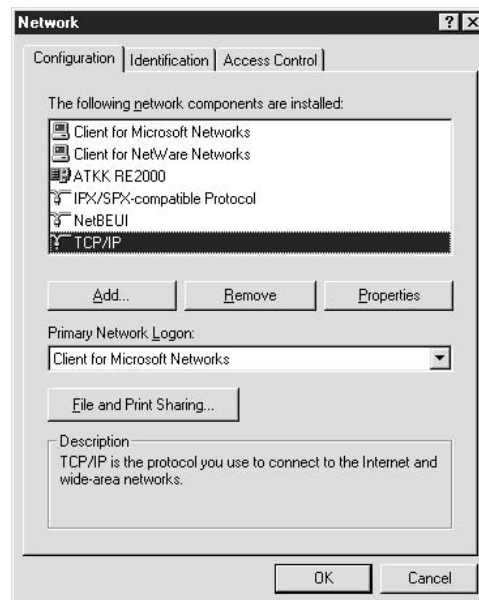 Network
Configuration Identification Access Control
The following network components are installed:
Client for Microsoft Networks
Client for NetWare Networks
ATKK RE2000
IPX/SPX-compatible Protocol
NetBEUI
TCP/IP
Add... Remove Properties
Primary Network Logon:
Client for Microsoft Networks
File and Print Sharing...
Description
TCP/IP is the protocol you use to connect to the Internet and
wide-area networks.
OK Cancel